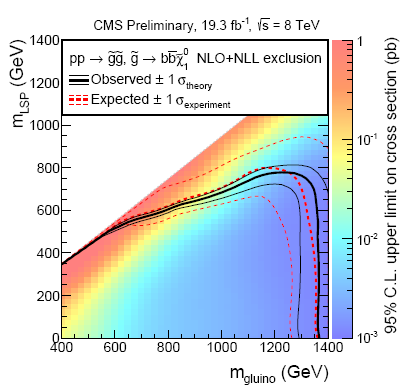 CMS Preliminary, 19.3 fb⁻¹, √s = 8 TeV
pp → g̃g̃, g̃ → bb̅χ̃₁⁰ NLO+NLL exclusion
Observed ± 1 σ_theory
Expected ± 1 σ_experiment
m_LSP (GeV)
1400
1200
1000
800
600
400
200
0
400 600 800 1000 1200 1400
m_gluino (GeV)
1
10⁻¹
10⁻²
10⁻³
95% C.L. upper limit on cross section (pb)